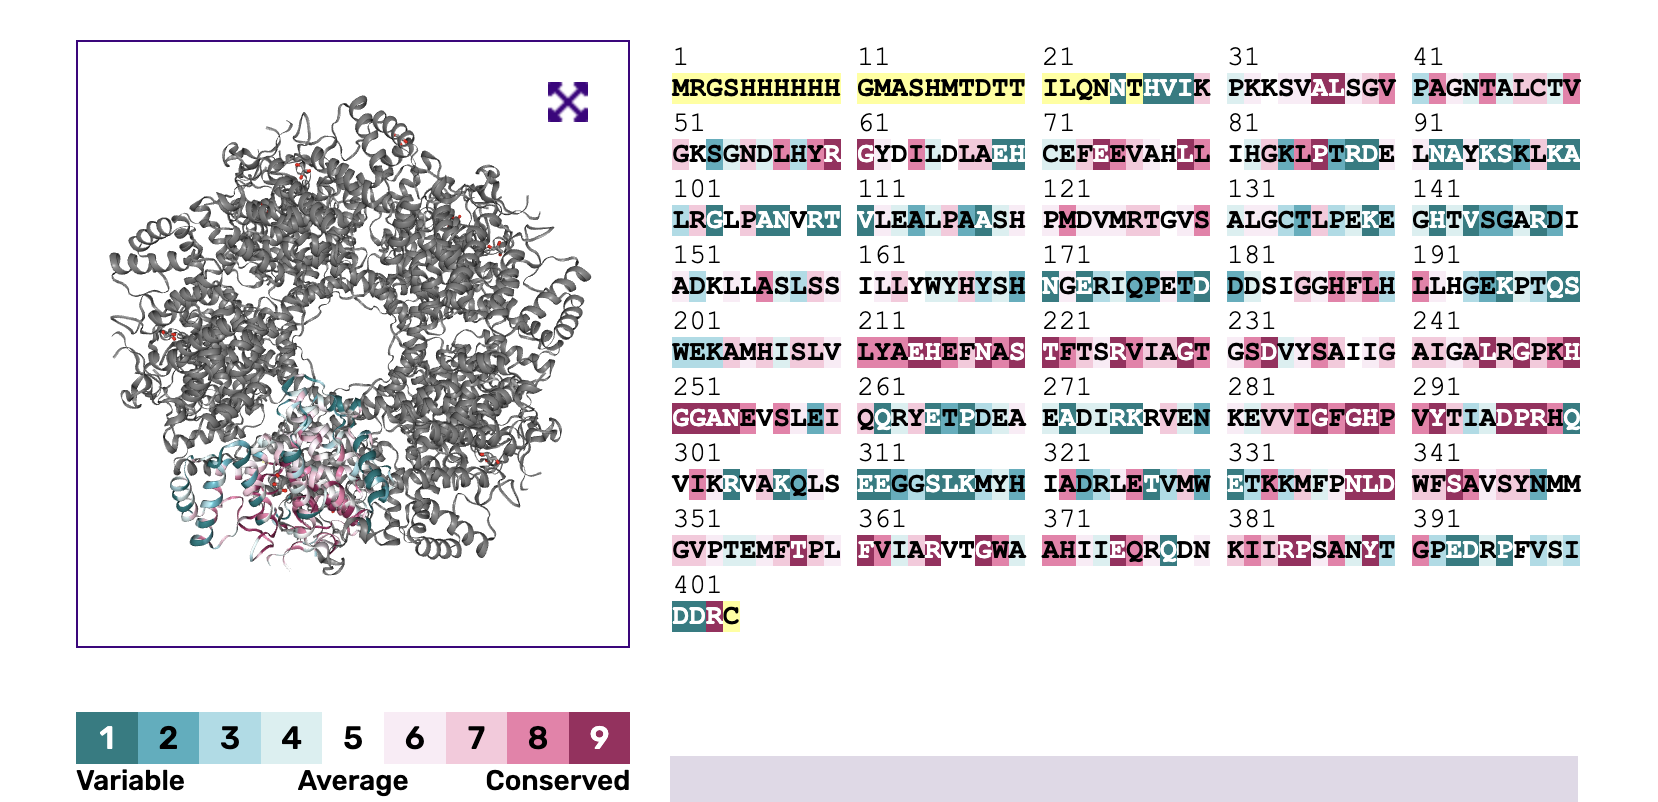 1 11 21 31 41
MRGSHHHHHH GMASHMTDTT ILQNNTHVIK PKKSVALSGV PAGNTALCTV
51 61 71 81 91
GKSGNDLHYR GYDILDLAEH CEFEEVAHLL IHGKLPTRDE LNAYKSKLKA
101 111 121 131 141
LRGLPANVRT VLEALPAASH PMDVMRTGVS ALGCTLPEKE GHTVSGARDI
151 161 171 181 191
ADKLLASLSS ILLYWYHYSH NGERIQPETD DDSIGGHFLH LLHGEKPTQS
201 211 221 231 241
WEKAMHISLV LYAEHEFNAS TFTSRVIAGT GSDVYSAIIG AIGALRGPKH
251 261 271 281 291
GGANEVSLEI QQRYETPDEA EADIRKRVEN KEVVIGFGHP VYTIADPRHQ
301 311 321 331 341
VIKRVAKQLS EEGGSLKMYH IADRLETVMW ETKKMFPNLD WFSAVSYNMM
351 361 371 381 391
GVPTEMFTPL FVIARVTGWA AHIIEQRQDN KIIRPSANYT GPEDRPFVSI
401
DDRC
1 2 3 4 5 6 7 8 9
Variable Average Conserved